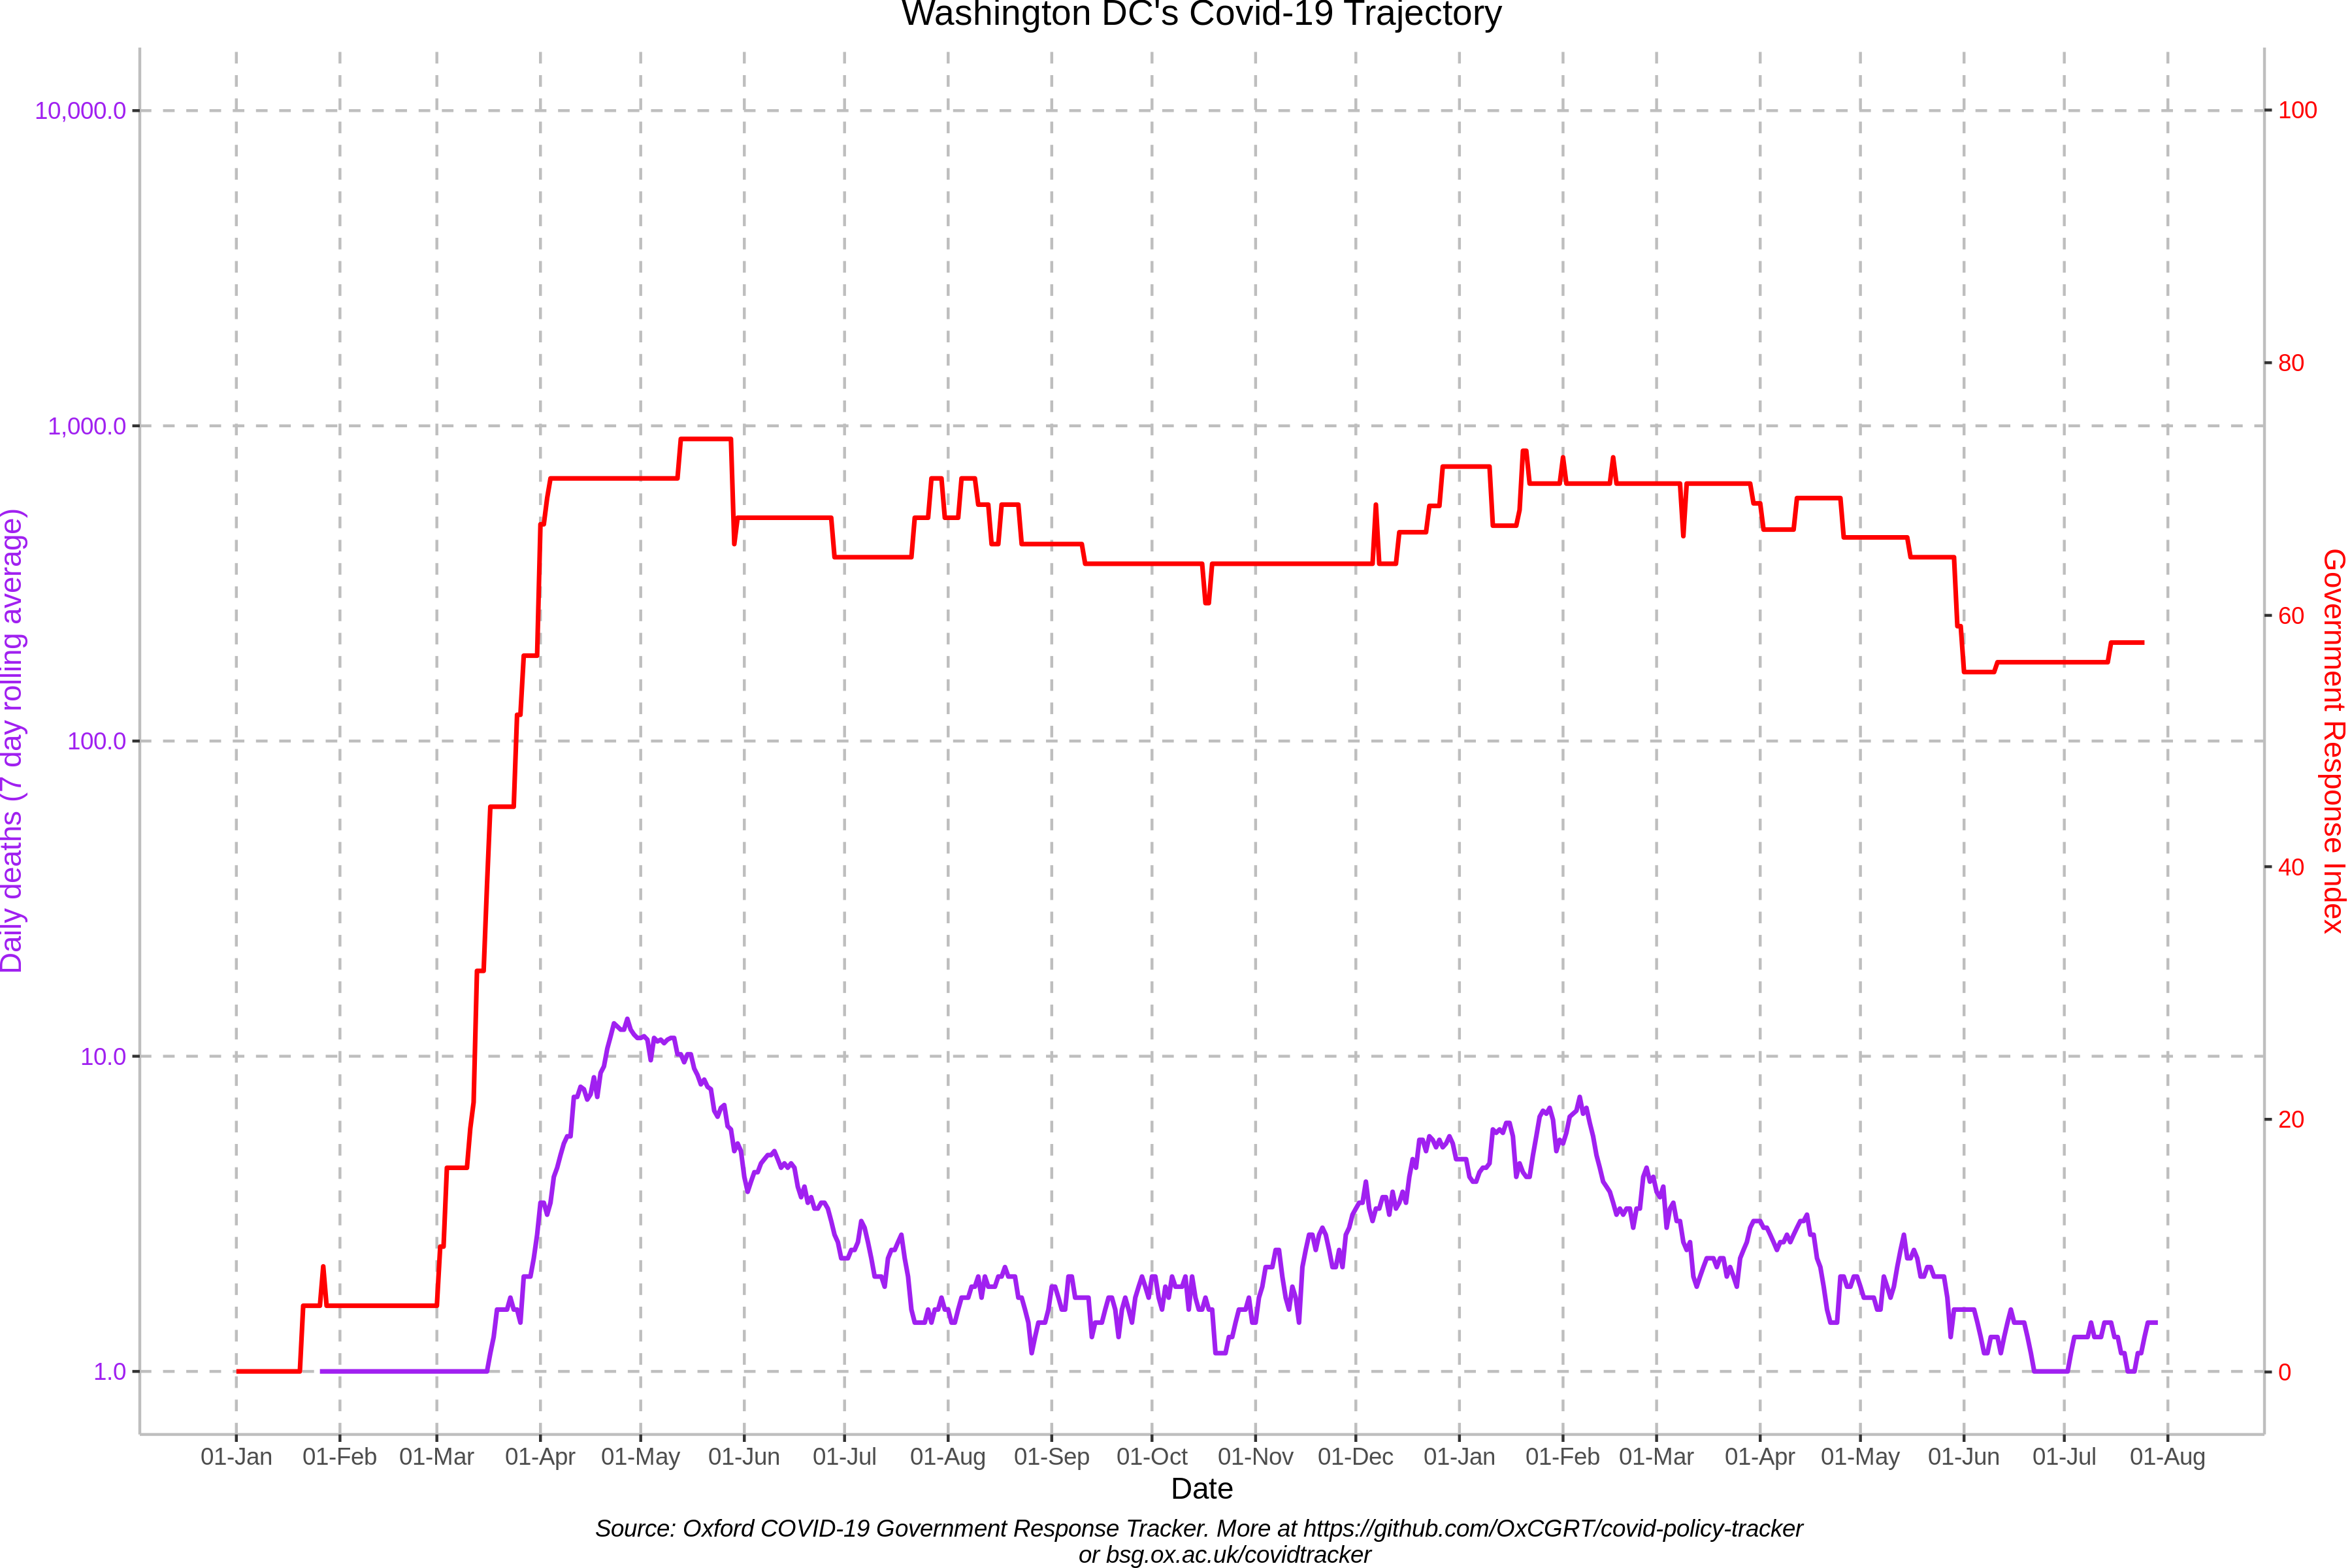 Washington DC's Covid-19 Trajectory
Daily deaths (7 day rolling average)
10,000.0
1,000.0
100.0
10.0
1.0
100
80
60
40
20
0
Government Response Index
01-Jan 01-Feb 01-Mar 01-Apr 01-May 01-Jun 01-Jul 01-Aug 01-Sep 01-Oct 01-Nov 01-Dec 01-Jan 01-Feb 01-Mar 01-Apr 01-May 01-Jun 01-Jul 01-Aug
Date
Source: Oxford COVID-19 Government Response Tracker. More at https://github.com/OxCGRT/covid-policy-tracker
or bsg.ox.ac.uk/covidtracker